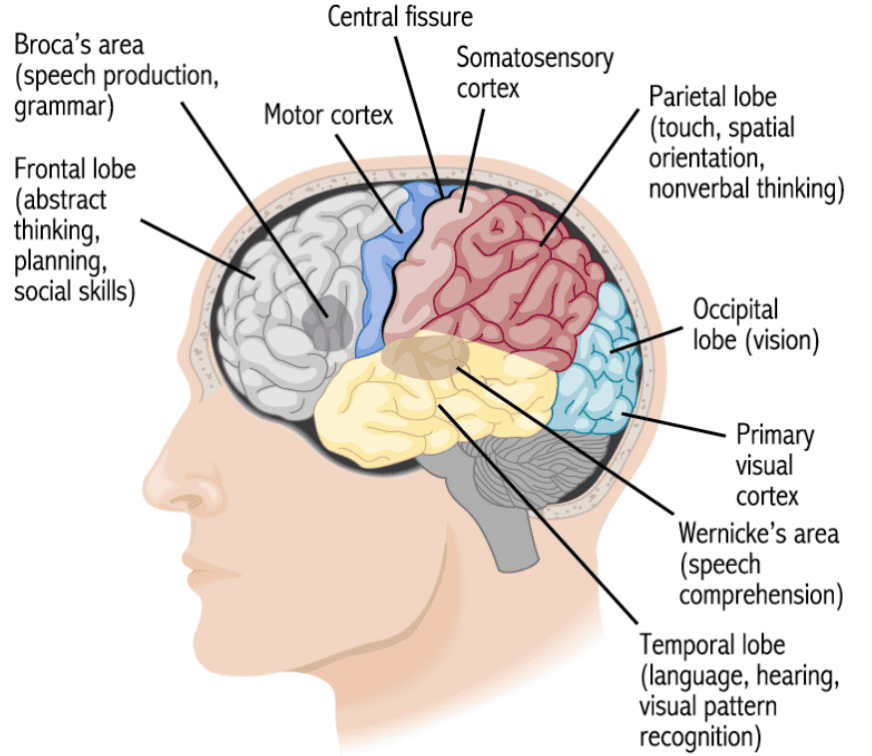 Central fissure
Broca's area
(speech production,
grammar)
Somatosensory
cortex
Motor cortex
Parietal lobe
(touch, spatial
orientation,
nonverbal thinking)
Frontal lobe
(abstract
thinking,
planning,
social skills)
Occipital
lobe (vision)
Primary
visual
cortex
Wernicke's area
(speech
comprehension)
Temporal lobe
(language, hearing,
visual pattern
recognition)